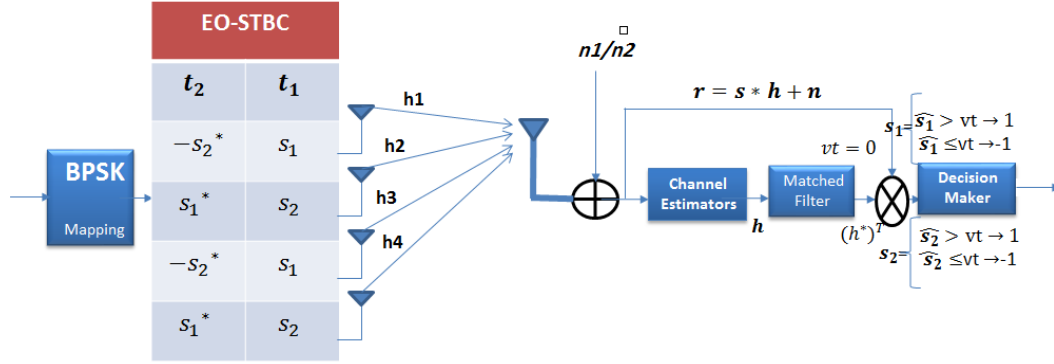 EO-STBC
t₂ t₁
−s₂* s₁
s₁* s₂
−s₂* s₁
s₁* s₂
BPSK
Mapping
h1
h2
h3
h4
n1/n2
r = s * h + n
Channel
Estimators
h
Matched
Filter
(h*)ᵀ
vt = 0
s₁= ŝ₁ > vt → 1
ŝ₁ ≤vt →-1
Decision
Maker
s₂= ŝ₂ > vt → 1
ŝ₂ ≤vt →-1